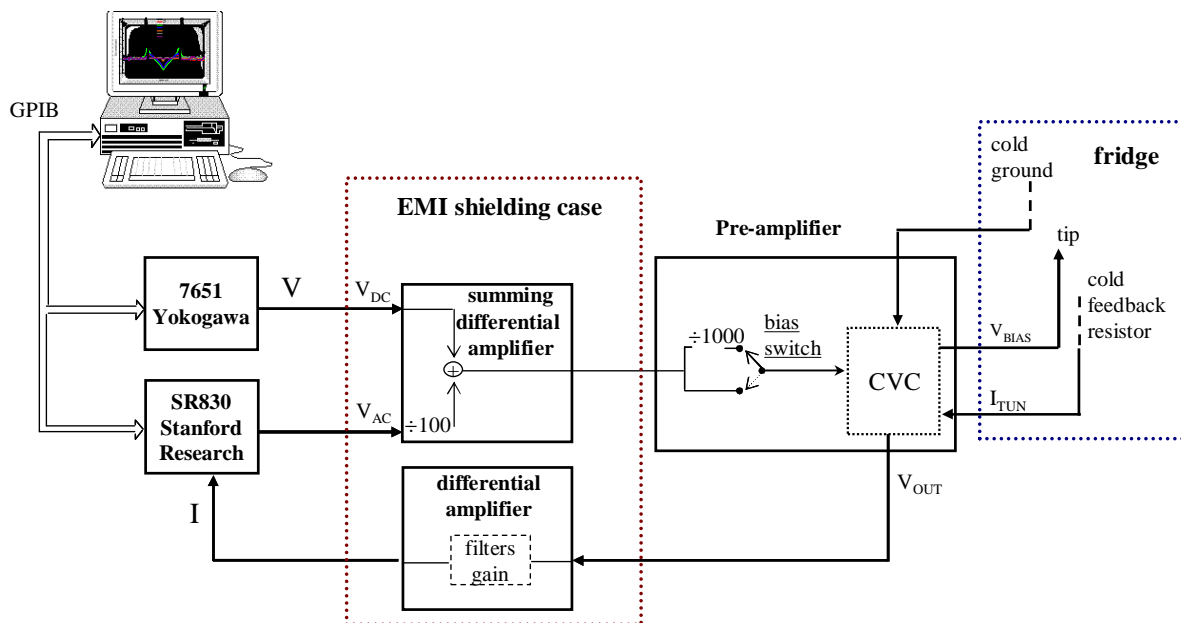 GPIB
cold
ground
fridge
EMI shielding case
Pre-amplifier
tip
7651
Yokogawa
V
V_DC
summing
differential
amplifier
÷1000
bias
switch
cold
feedback
resistor
V_BIAS
CVC
SR830
Stanford
Research
V_AC
÷100
I_TUN
I
differential
amplifier
filters
gain
V_OUT